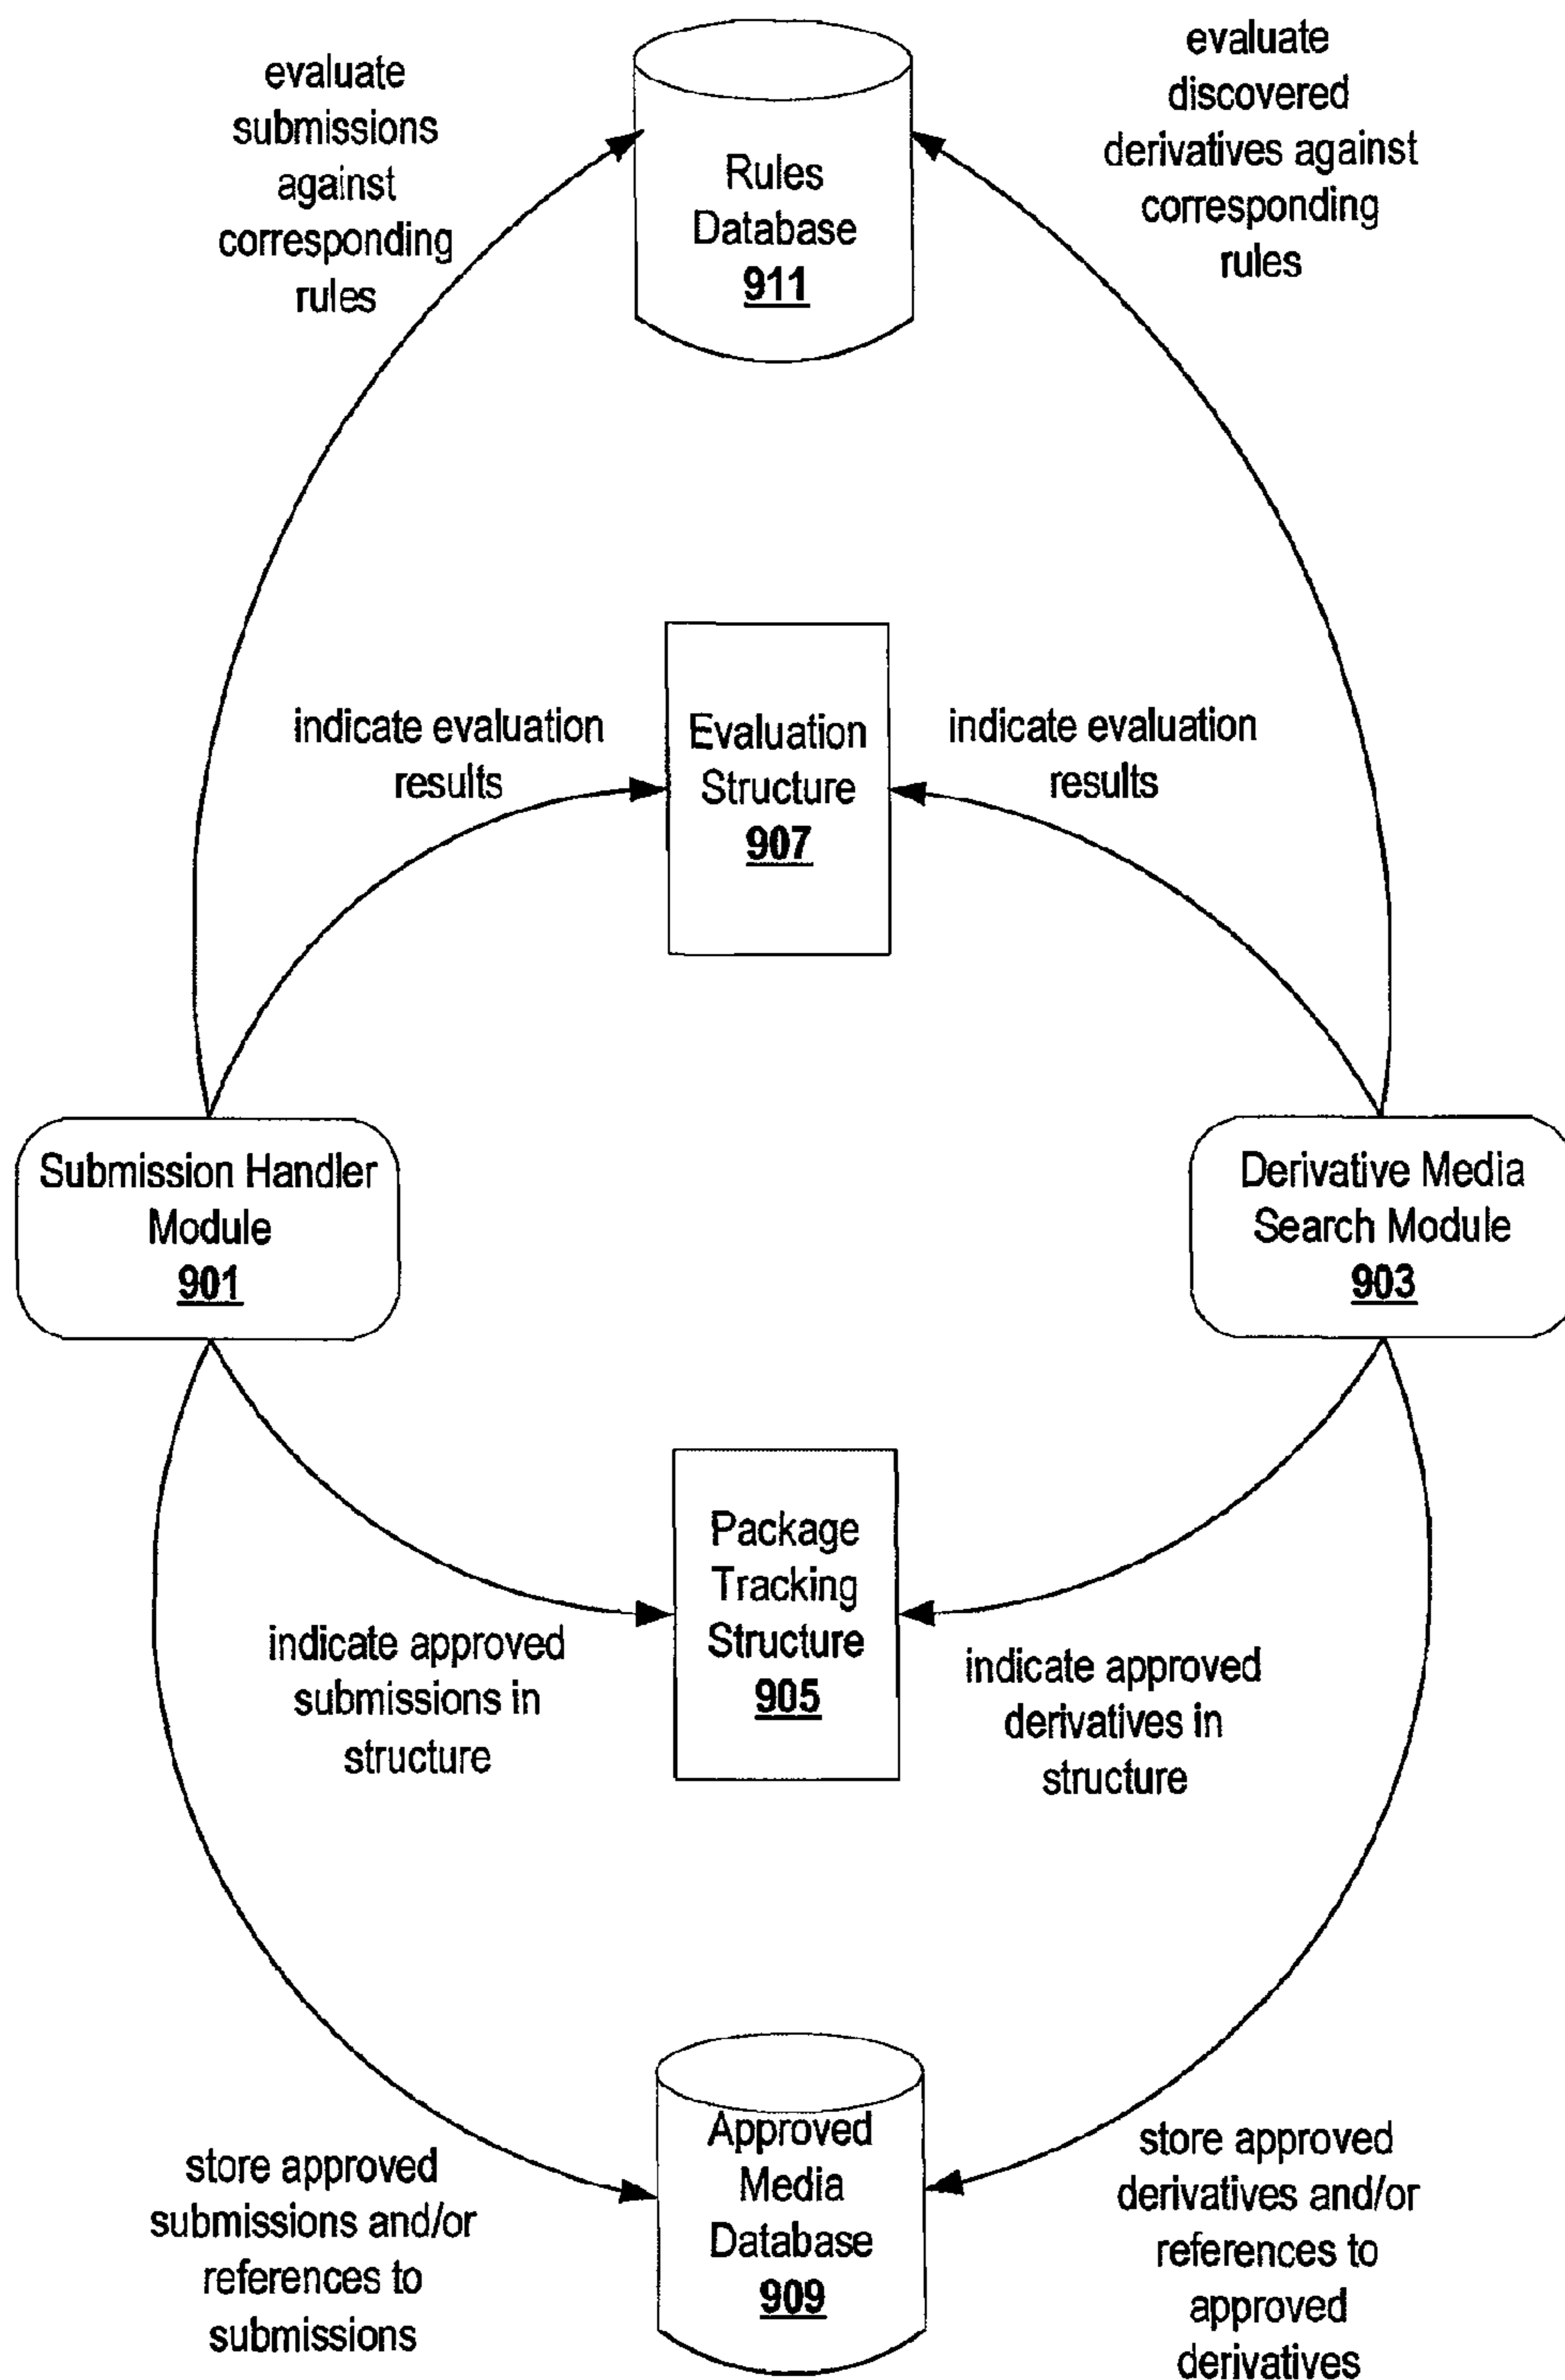 evaluate
submissions
against
corresponding
rules
Rules
Database
911
evaluate
discovered
derivatives against
corresponding
rules
indicate evaluation
results
Evaluation
Structure
907
indicate evaluation
results
Submission Handler
Module
901
Derivative Media
Search Module
903
Package
Tracking
Structure
905
indicate approved
submissions in
structure
indicate approved
derivatives in
structure
Approved
Media
Database
909
store approved
submissions and/or
references to
submissions
store approved
derivatives and/or
references to
approved
derivatives